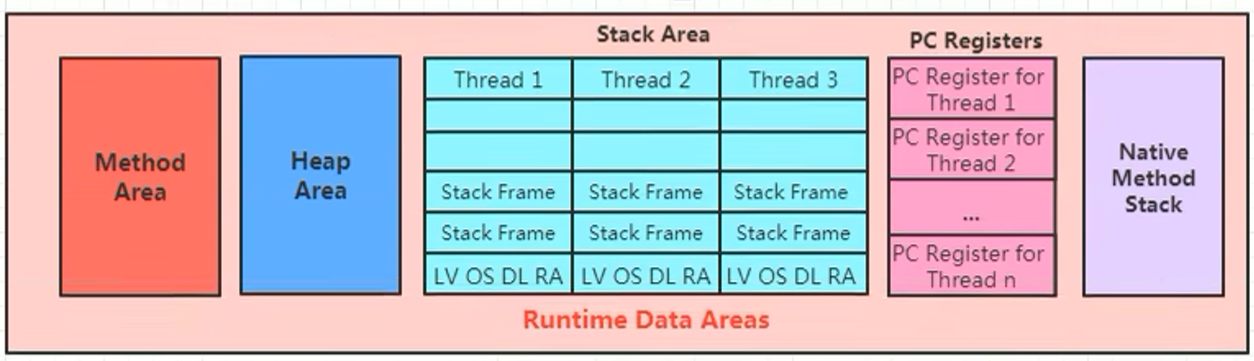 Method
Area
Heap
Area
Stack Area
Thread 1 Thread 2 Thread 3
Stack Frame Stack Frame Stack Frame
Stack Frame Stack Frame Stack Frame
LV OS DL RA LV OS DL RA LV OS DL RA
PC Registers
PC Register for
Thread 1
PC Register for
Thread 2
...
PC Register for
Thread n
Native
Method
Stack
Runtime Data Areas